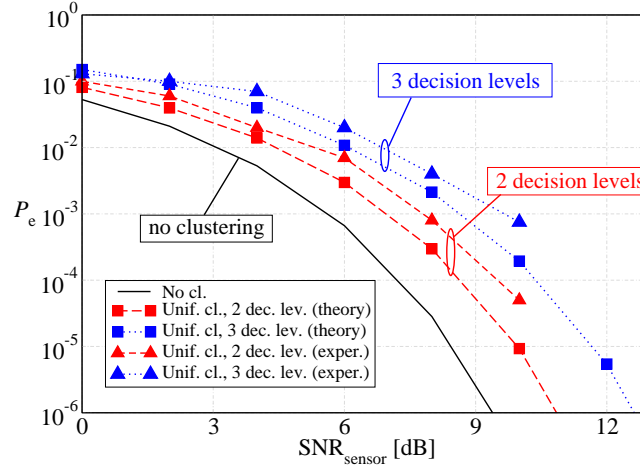 10^0
10^-1
10^-2
10^-3
10^-4
10^-5
10^-6
P_e
3 decision levels
2 decision levels
no clustering
No cl.
Unif. cl., 2 dec. lev. (theory)
Unif. cl., 3 dec. lev. (theory)
Unif. cl., 2 dec. lev. (exper.)
Unif. cl., 3 dec. lev. (exper.)
0 3 6 9 12
SNR_sensor [dB]